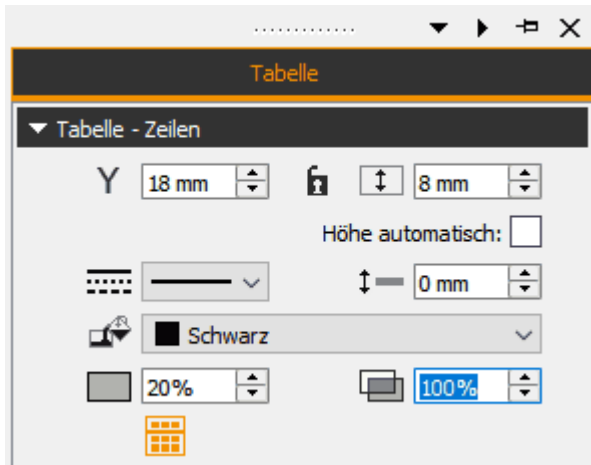 Tabelle
Tabelle - Zeilen
Y 18 mm 8 mm
Höhe automatisch:
0 mm
Schwarz
20% 100%